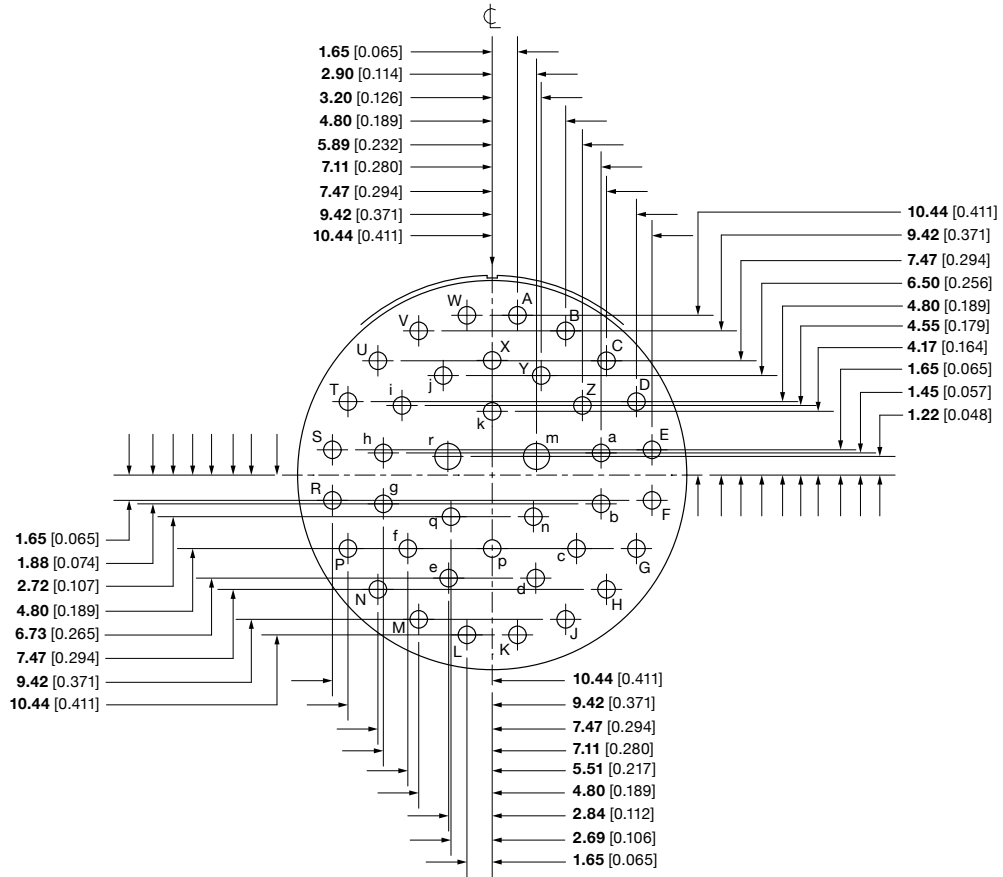 ℄
1.65 [0.065]
2.90 [0.114]
3.20 [0.126]
4.80 [0.189]
5.89 [0.232]
7.11 [0.280]
7.47 [0.294]
9.42 [0.371]
10.44 [0.411]
10.44 [0.411]
9.42 [0.371]
7.47 [0.294]
6.50 [0.256]
4.80 [0.189]
4.55 [0.179]
4.17 [0.164]
1.65 [0.065]
1.45 [0.057]
1.22 [0.048]
W A
V B
U X C
j Y
T i Z D
k
S h r m a E
R g q n b F
P f p c G
e d
N H
M J
L K
1.65 [0.065]
1.88 [0.074]
2.72 [0.107]
4.80 [0.189]
6.73 [0.265]
7.47 [0.294]
9.42 [0.371]
10.44 [0.411]
10.44 [0.411]
9.42 [0.371]
7.47 [0.294]
7.11 [0.280]
5.51 [0.217]
4.80 [0.189]
2.84 [0.112]
2.69 [0.106]
1.65 [0.065]